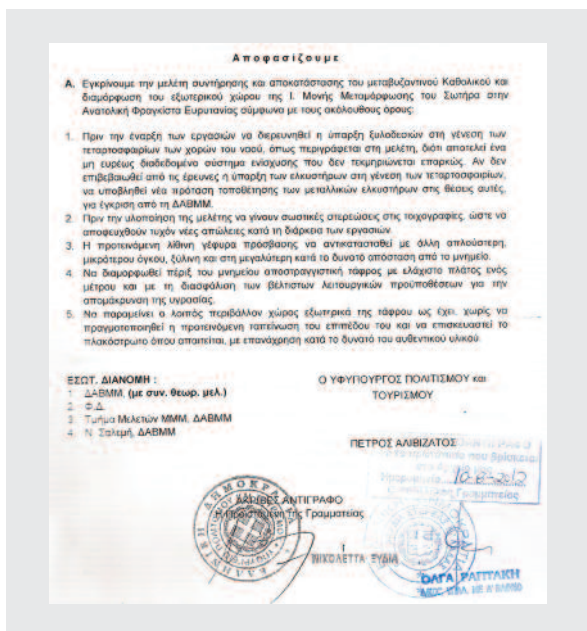 Αποφασίζουμε
Α. Εγκρίνουμε την μελέτη συντήρησης και αποκατάστασης του μεταβυζαντινού Καθολικού και
διαμόρφωση του εξωτερικού χώρου της Ι. Μονής Μεταμόρφωσης του Σωτήρα στην
Ανατολική Φραγκίστα Ευρυτανίας σύμφωνα με τους ακόλουθους όρους:
1. Πριν την έναρξη των εργασιών να διερευνηθεί η ύπαρξη ξυλοδεσιών στη γένεση των
τεταρτοσφαιρίων των χορών του ναού, όπως περιγράφεται στη μελέτη, διότι αποτελεί ένα
μη ευρέως διαδεδομένο σύστημα ενίσχυσης που δεν τεκμηριώνεται επαρκώς. Αν δεν
επιβεβαιωθεί από τις έρευνες η ύπαρξη των ελκυστήρων στη γένεση των τεταρτοσφαιρίων,
να υποβληθεί νέα πρόταση τοποθέτησης των μεταλλικών ελκυστήρων στις θέσεις αυτές,
για έγκριση από τη ΔΑΒΜΜ.
2. Πριν την υλοποίηση της μελέτης να γίνουν σωστικές στερεώσεις στις τοιχογραφίες, ώστε να
αποφευχθούν τυχόν νέες απώλειες κατά τη διάρκεια των εργασιών.
3. Η προτεινόμενη λίθινη γέφυρα πρόσβασης να αντικατασταθεί με άλλη απλούστερη,
μικρότερου όγκου, ξύλινη και στη μεγαλύτερη κατά το δυνατό απόσταση από το μνημείο.
4. Να διαμορφωθεί πέριξ του μνημείου αποστραγγιστική τάφρος με ελάχιστο πλάτος ενός
μέτρου και με τη διασφάλιση των βέλτιστων λειτουργικών προϋποθέσεων για την
απομάκρυνση της υγρασίας.
5. Να παραμείνει ο λοιπός περιβάλλον χώρος εξωτερικά της τάφρου ως έχει, χωρίς να
πραγματοποιηθεί η προτεινόμενη ταπείνωση του επιπέδου του και να επισκευαστεί το
πλακόστρωτο όπου απαιτείται, με επανάχρηση κατά το δυνατό του αυθεντικού υλικού.
ΕΣΩΤ. ΔΙΑΝΟΜΗ :
1. ΔΑΒΜΜ, (με συν. θεωρ. μελ.)
2. Φ.Δ.
3. Τμήμα Μελετών ΜΜΜ, ΔΑΒΜΜ
4. Ν. Σαλεμή, ΔΑΒΜΜ
Ο ΥΦΥΠΟΥΡΓΟΣ ΠΟΛΙΤΙΣΜΟΥ και
ΤΟΥΡΙΣΜΟΥ
ΠΕΤΡΟΣ ΑΛΙΒΙΖΑΤΟΣ
που βρίσκεται
10-8-2012
Γραμματείας
ΑΚΡΙΒΕΣ ΑΝΤΙΓΡΑΦΟ
Η Προϊσταμένη της Γραμματείας
ΕΛΛΗΝΙΚΗ ΔΗΜΟΚΡΑΤΙΑ
ΝΙΚΟΛΕΤΤΑ ΕΥΔΙΑ
ΟΛΓΑ ΡΑΠΤΑΚΗ